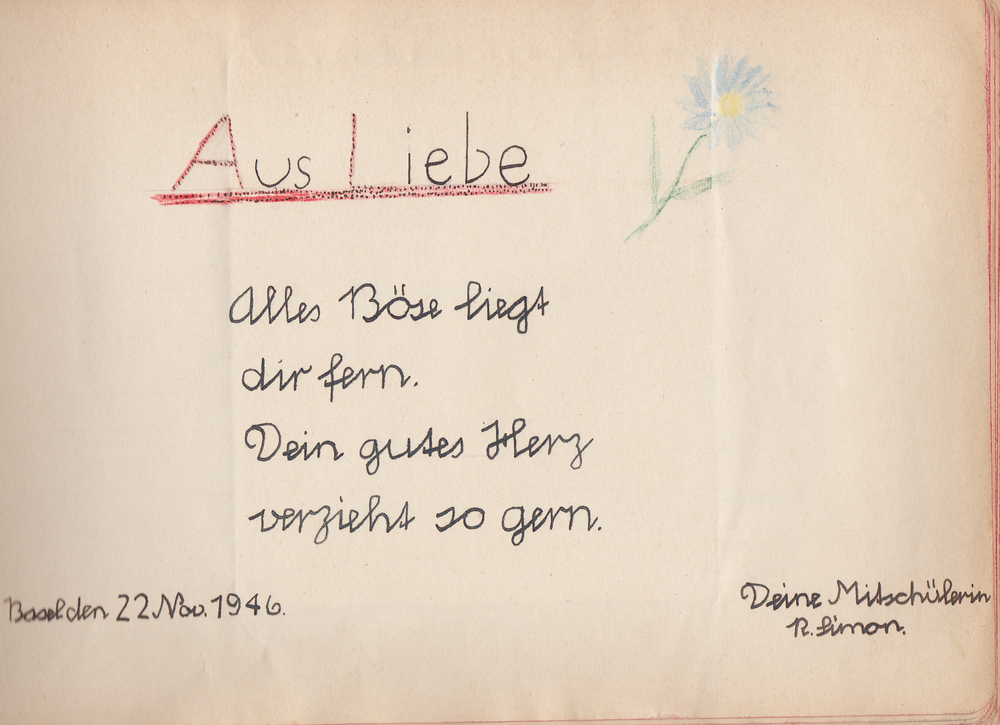 Aus Liebe
Alles Böse liegt
dir fern.
Dein gutes Herz
verzieht so gern.
Basel den 22 Nov. 1946.
Deine Mitschülerin
R. Simon.